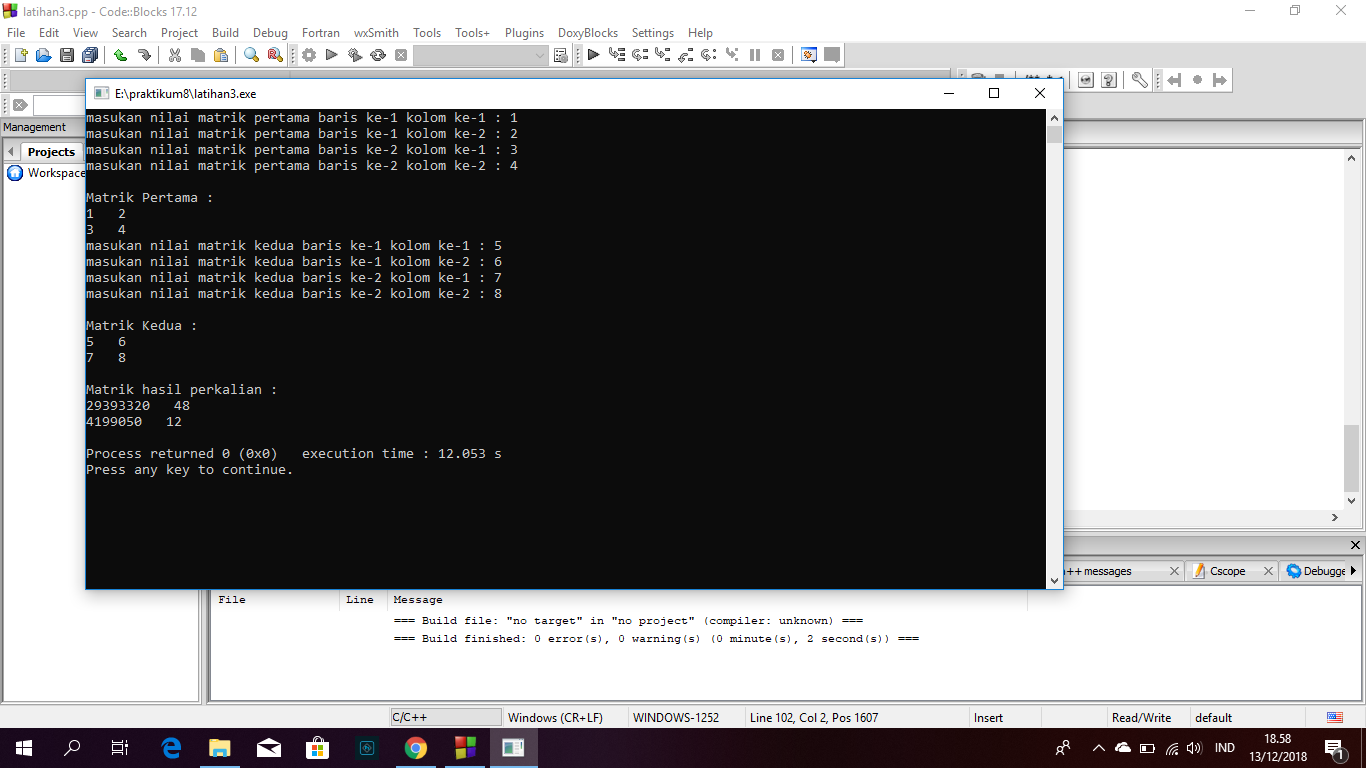 latihan3.cpp - Code::Blocks 17.12
File Edit View Search Project Build Debug Fortran wxSmith Tools Tools+ Plugins DoxyBlocks Settings Help
E:\praktikum8\latihan3.exe
Management
Projects
Workspace
masukan nilai matrik pertama baris ke-1 kolom ke-1 : 1
masukan nilai matrik pertama baris ke-1 kolom ke-2 : 2
masukan nilai matrik pertama baris ke-2 kolom ke-1 : 3
masukan nilai matrik pertama baris ke-2 kolom ke-2 : 4
Matrik Pertama :
1 2
3 4
masukan nilai matrik kedua baris ke-1 kolom ke-1 : 5
masukan nilai matrik kedua baris ke-1 kolom ke-2 : 6
masukan nilai matrik kedua baris ke-2 kolom ke-1 : 7
masukan nilai matrik kedua baris ke-2 kolom ke-2 : 8
Matrik Kedua :
5 6
7 8
Matrik hasil perkalian :
29393320 48
4199050 12
Process returned 0 (0x0) execution time : 12.053 s
Press any key to continue.
++ messages Cscope Debugge
File Line Message
=== Build file: "no target" in "no project" (compiler: unknown) ===
=== Build finished: 0 error(s), 0 warning(s) (0 minute(s), 2 second(s)) ===
C/C++ Windows (CR+LF) WINDOWS-1252 Line 102, Col 2, Pos 1607 Insert Read/Write default
IND
18.58
13/12/2018
1